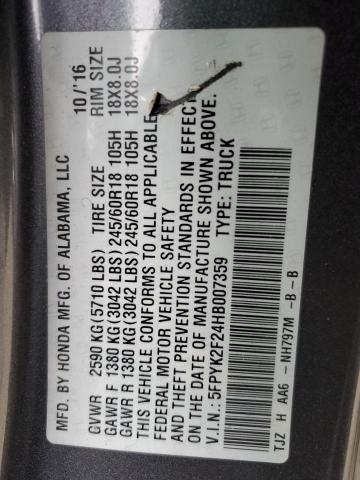 MFD. BY HONDA MFG. OF ALABAMA, LLC 10/'16
GVWR 2590 KG(5710 LBS) TIRE SIZE RIM SIZE
GAWR F 1380 KG(3042 LBS) 245/60R18 105H 18X8.0J
GAWR R 1380 KG(3042 LBS) 245/60R18 105H 18X8.0J
THIS VEHICLE CONFORMS TO ALL APPLICABLE
FEDERAL MOTOR VEHICLE SAFETY
AND THEFT PREVENTION STANDARDS IN EFFECT
ON THE DATE OF MANUFACTURE SHOWN ABOVE.
V.I.N.: 5FPYK2F24HB007359 TYPE: TRUCK
TJZ H AA6 -NH797M -B -B